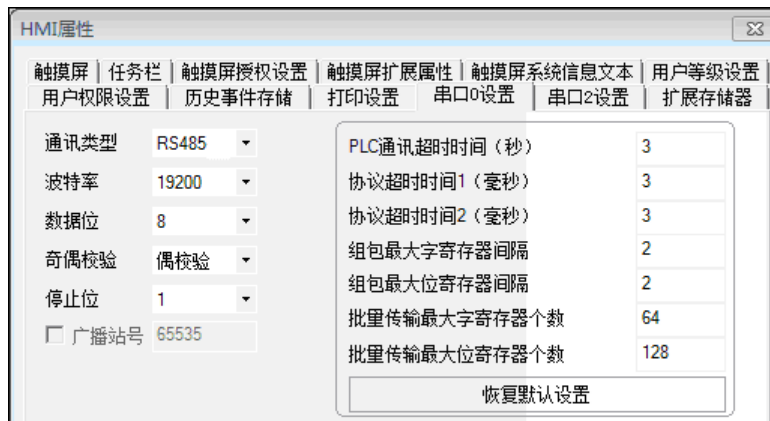 HMI属性
触摸屏 任务栏 触摸屏授权设置 触摸屏扩展属性 触摸屏系统信息文本 用户等级设置
用户权限设置 历史事件存储 打印设置 串口0设置 串口2设置 扩展存储器
通讯类型 RS485
波特率 19200
数据位 8
奇偶校验 偶校验
停止位 1
广播站号 65535
PLC通讯超时时间（秒） 3
协议超时时间1（毫秒） 3
协议超时时间2（毫秒） 3
组包最大字寄存器间隔 2
组包最大位寄存器间隔 2
批里传输最大字寄存器个数 64
批里传输最大位寄存器个数 128
恢复默认设置